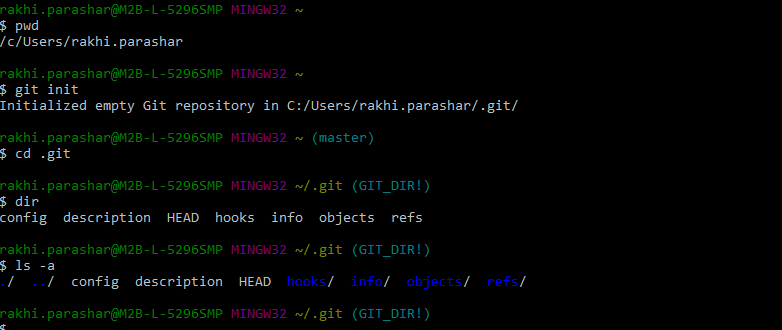 rakhi.parashar@M2B-L-5296SMP MINGW32 ~
$ pwd
/c/Users/rakhi.parashar
rakhi.parashar@M2B-L-5296SMP MINGW32 ~
$ git init
Initialized empty Git repository in C:/Users/rakhi.parashar/.git/
rakhi.parashar@M2B-L-5296SMP MINGW32 ~ (master)
$ cd .git
rakhi.parashar@M2B-L-5296SMP MINGW32 ~/.git (GIT_DIR!)
$ dir
config  description  HEAD  hooks  info  objects  refs
rakhi.parashar@M2B-L-5296SMP MINGW32 ~/.git (GIT_DIR!)
$ ls -a
./  ../  config  description  HEAD  hooks/  info/  objects/  refs/
rakhi.parashar@M2B-L-5296SMP MINGW32 ~/.git (GIT_DIR!)
$